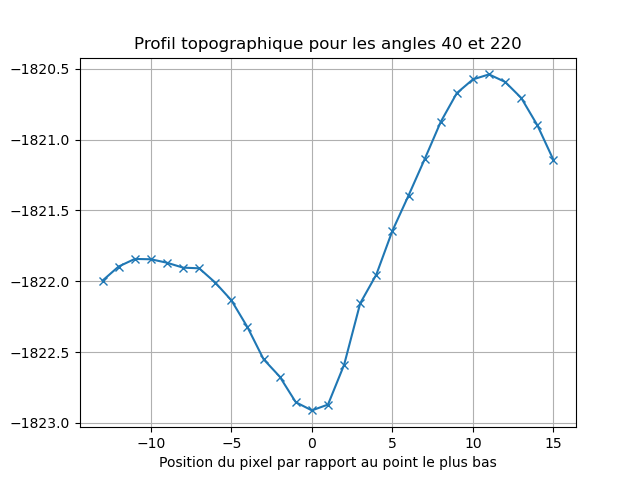 Profil topographique pour les angles 40 et 220
−1820.5
−1821.0
−1821.5
−1822.0
−1822.5
−1823.0
−10 −5 0 5 10 15
Position du pixel par rapport au point le plus bas